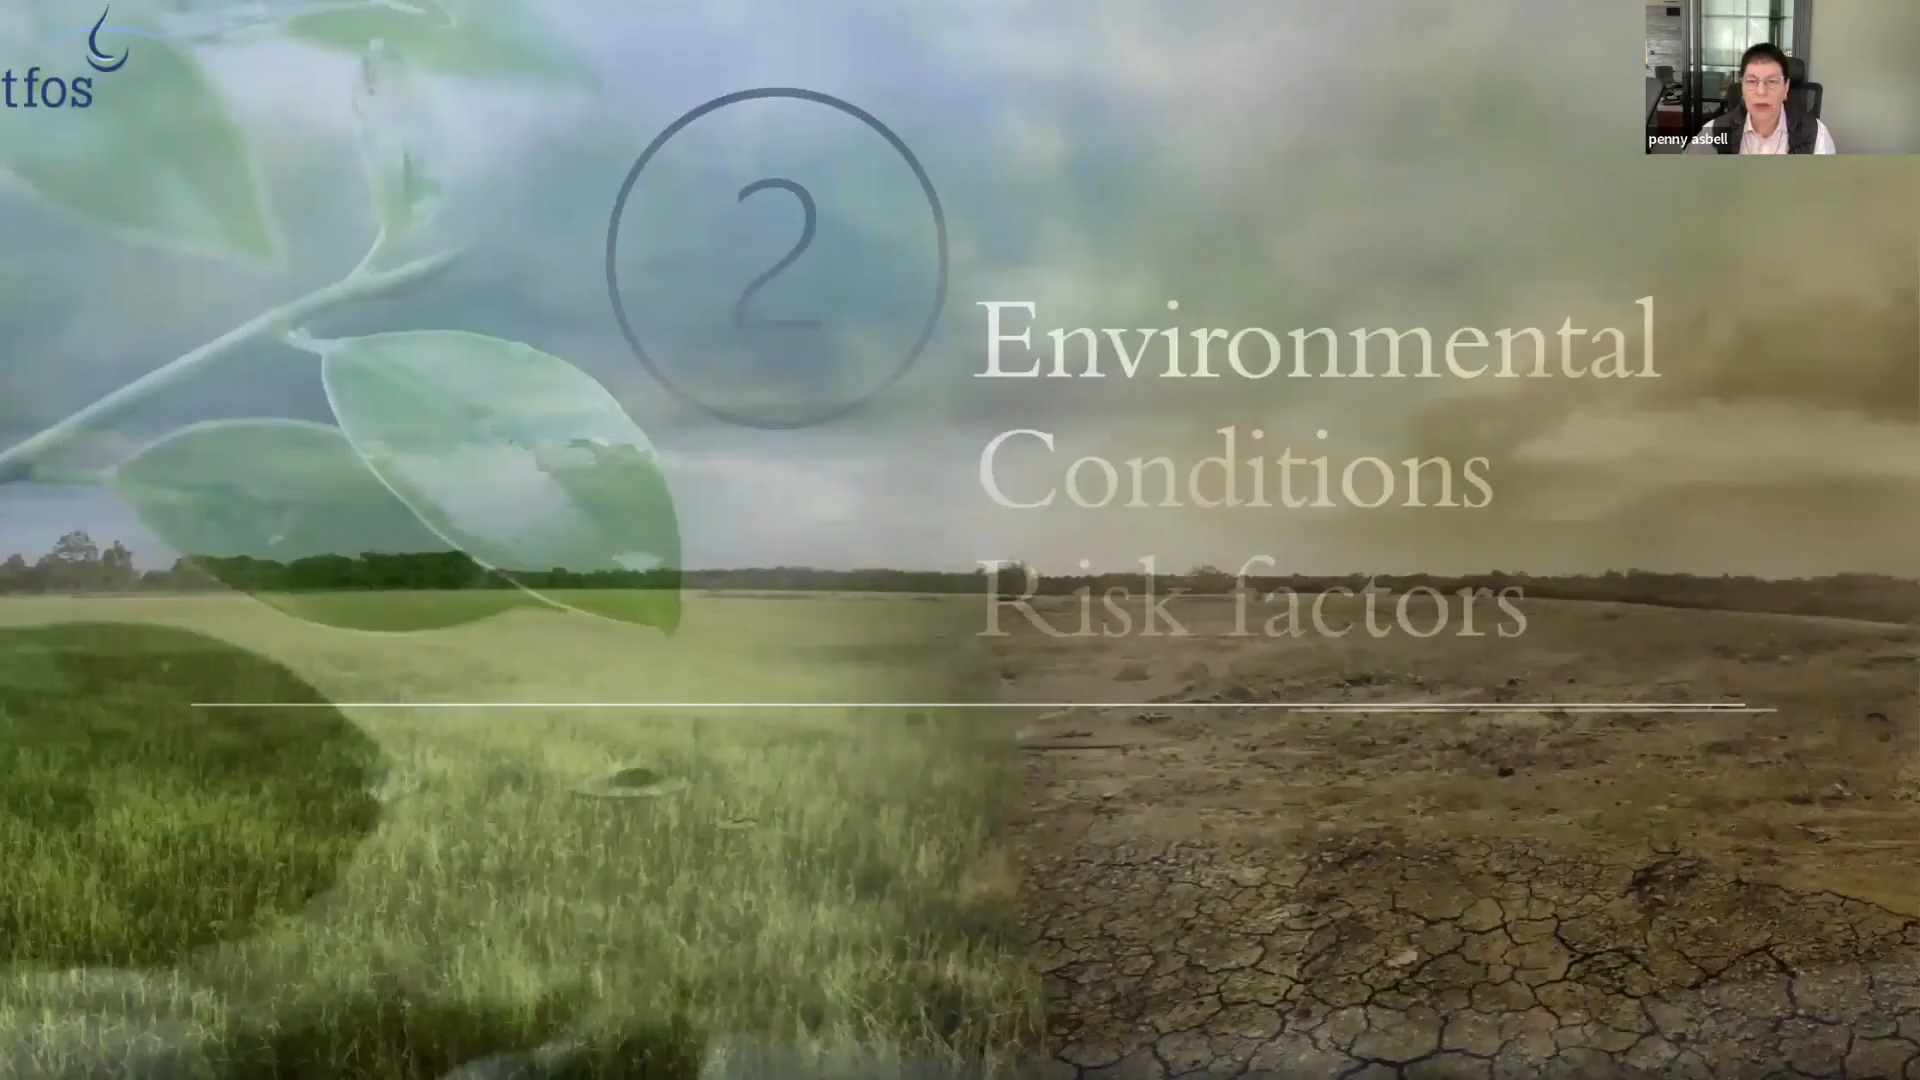 tfos
penny asbell
2
Environmental
Conditions
Risk factors